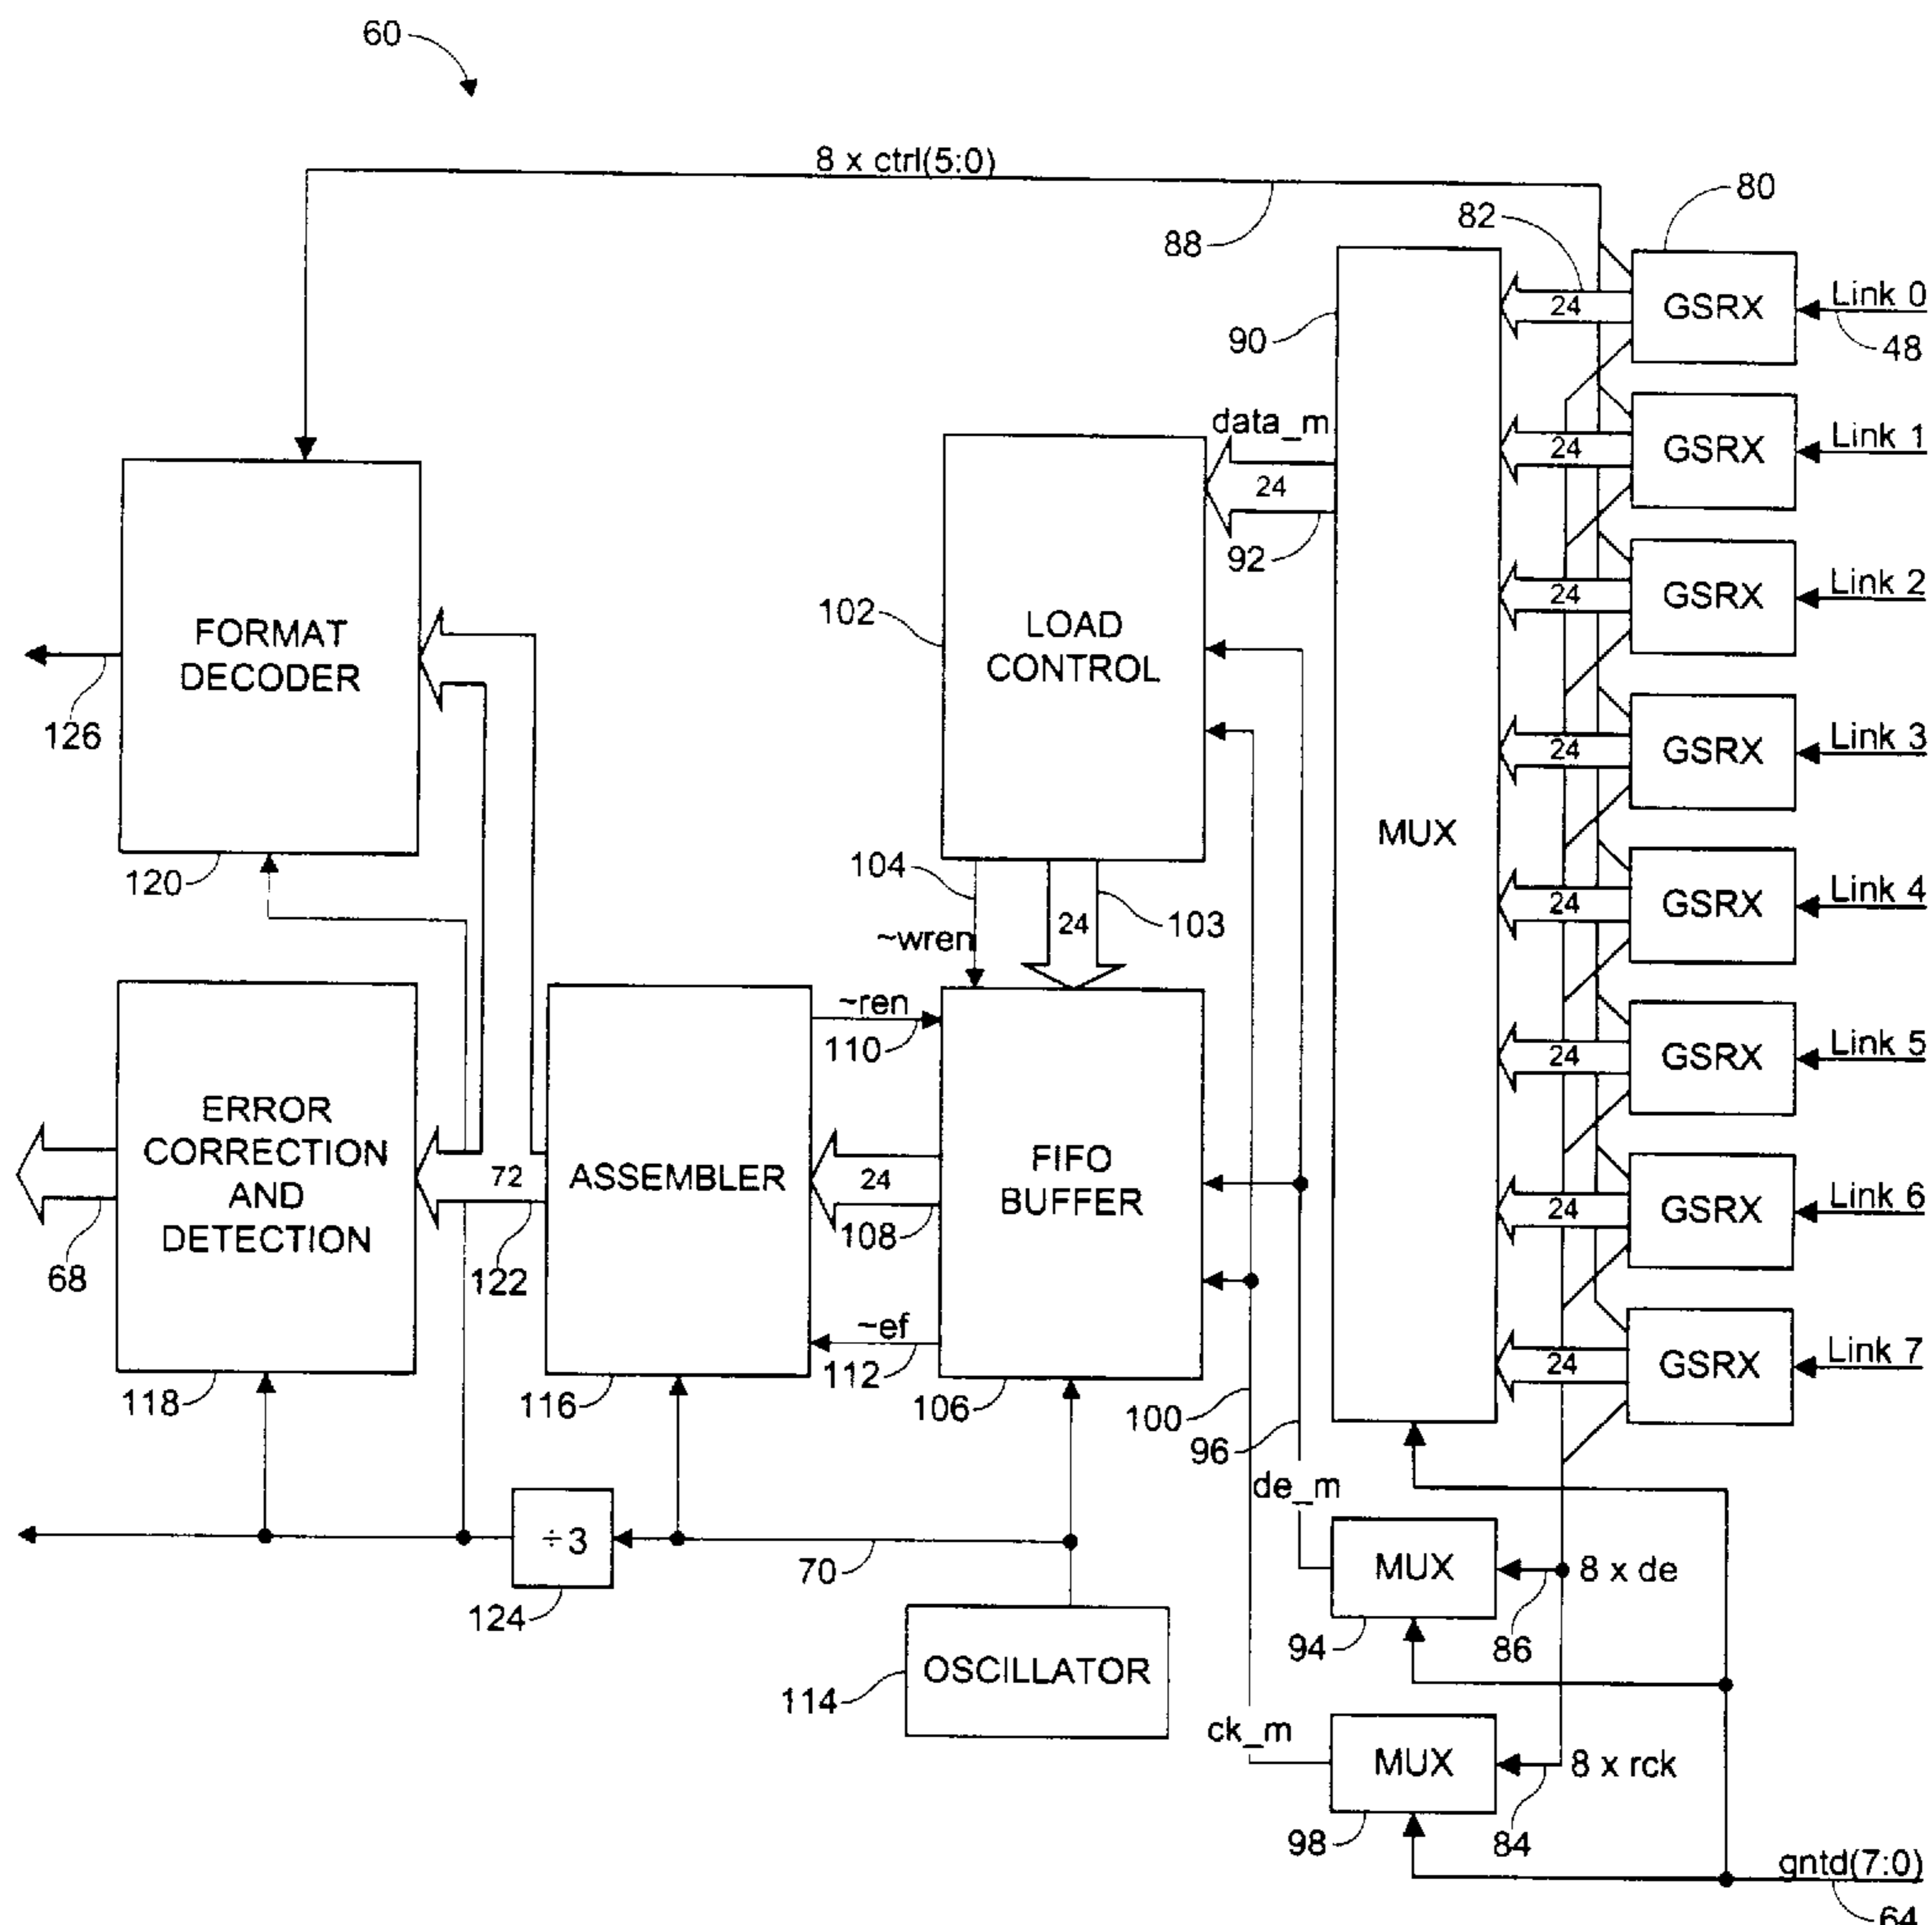 60
8 x ctrl(5:0)
88
82
80
GSRX
24
Link 0
48
90
data_m
24
92
GSRX
24
Link 1
102
LOAD
CONTROL
GSRX
24
Link 2
FORMAT
DECODER
126
120
GSRX
24
Link 3
MUX
104
~wren
24
103
GSRX
24
Link 4
~ren
110
GSRX
24
Link 5
ERROR
CORRECTION
AND
DETECTION
68
118
72
122
ASSEMBLER
116
24
108
FIFO
BUFFER
106
~ef
112
GSRX
24
Link 6
GSRX
24
Link 7
100
96
de_m
÷3
124
70
MUX
94
8 x de
86
OSCILLATOR
114
ck_m
MUX
98
8 x rck
84
gntd(7:0)
64